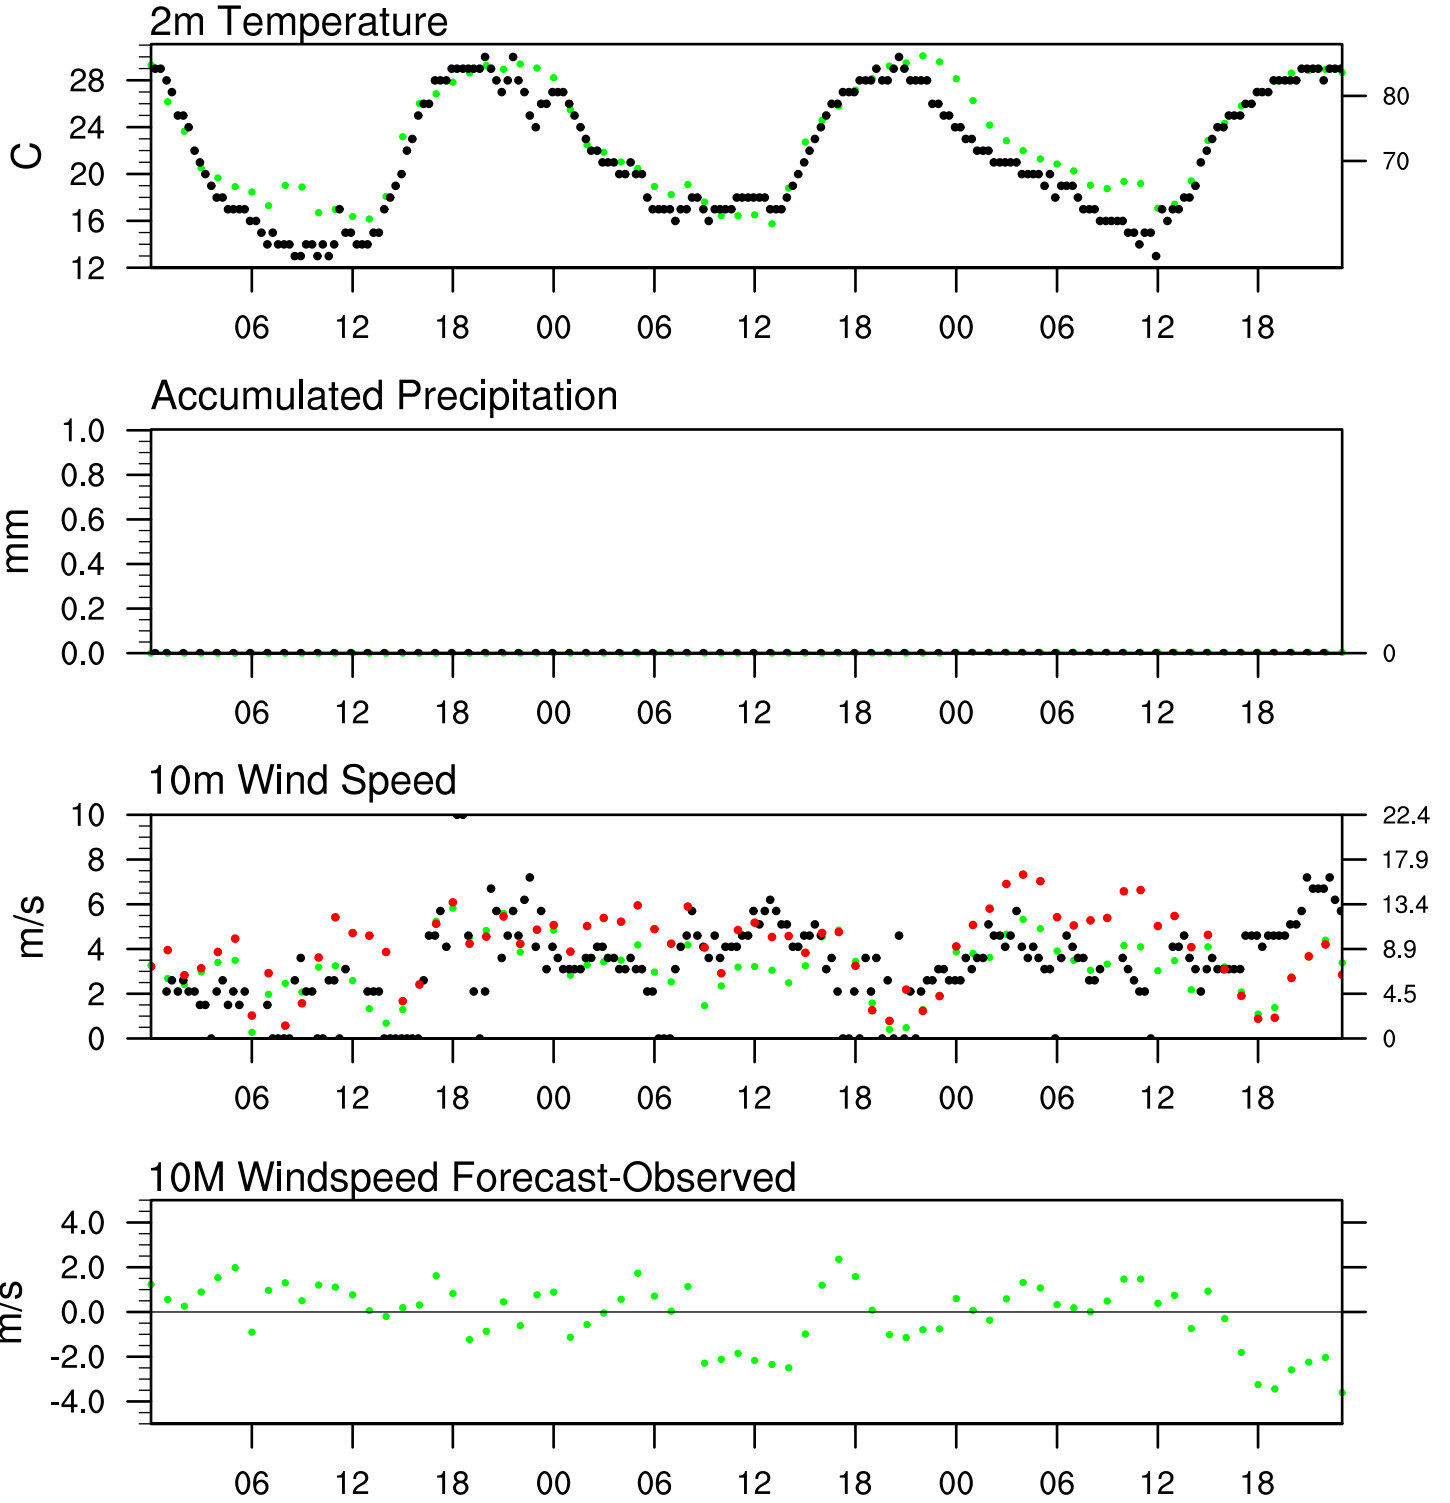 2m Temperature
28
24
20
16
12
C
80
70
06 12 18 00 06 12 18 00 06 12 18
Accumulated Precipitation
1.0
0.8
0.6
0.4
0.2
0.0
mm
0
06 12 18 00 06 12 18 00 06 12 18
10m Wind Speed
10
8
6
4
2
0
m/s
22.4
17.9
13.4
8.9
4.5
0
06 12 18 00 06 12 18 00 06 12 18
10M Windspeed Forecast-Observed
4.0
2.0
0.0
-2.0
-4.0
m/s
06 12 18 00 06 12 18 00 06 12 18